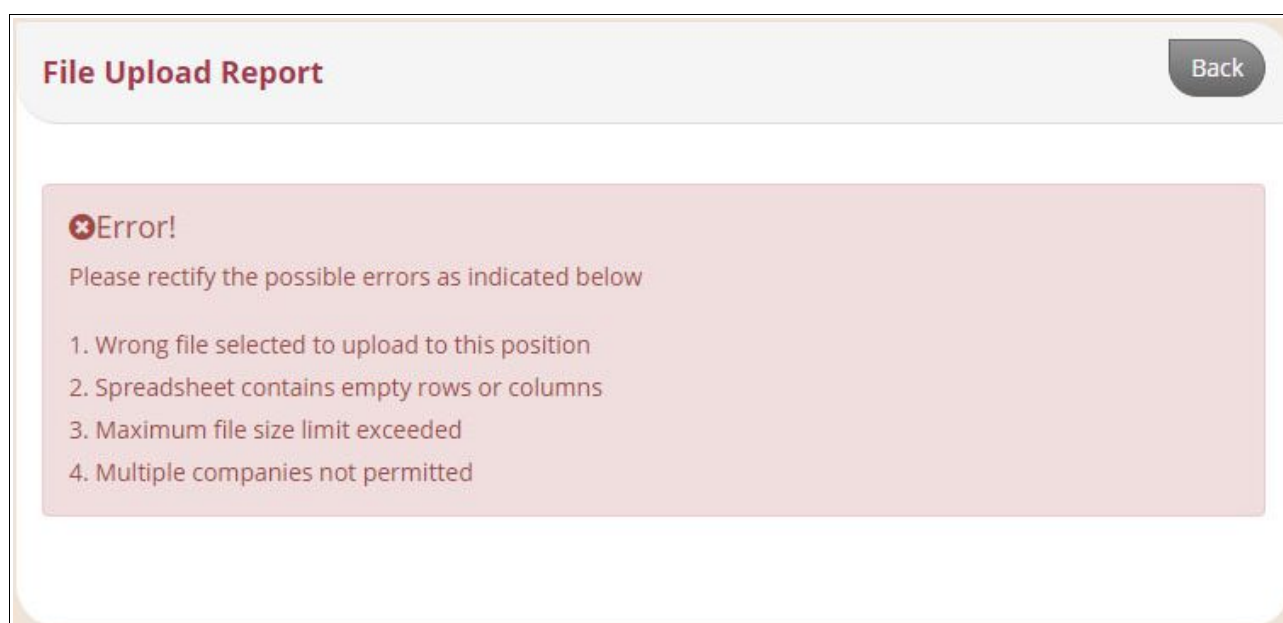 File Upload Report
Back
Error!
Please rectify the possible errors as indicated below
1. Wrong file selected to upload to this position
2. Spreadsheet contains empty rows or columns
3. Maximum file size limit exceeded
4. Multiple companies not permitted